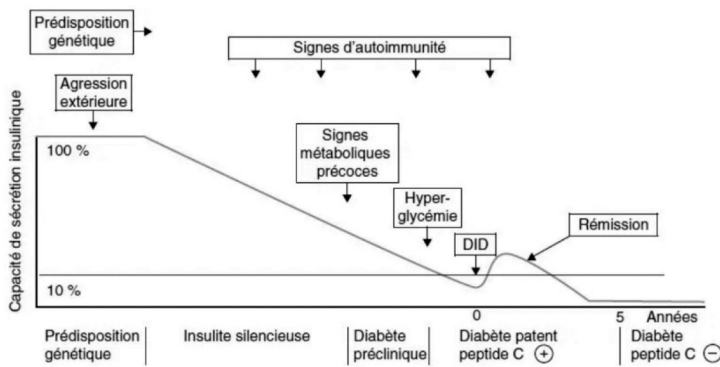 Prédisposition
génétique
Signes d'autoimmunité
Agression
extérieure
Capacité de sécrétion insulinique
100 %
Signes
métaboliques
précoces
Hyper-
glycémie
DID
Rémission
10 %
0
5
Années
Prédisposition
génétique
Insulite silencieuse
Diabète
préclinique
Diabète patent
peptide C +
Diabète
peptide C −